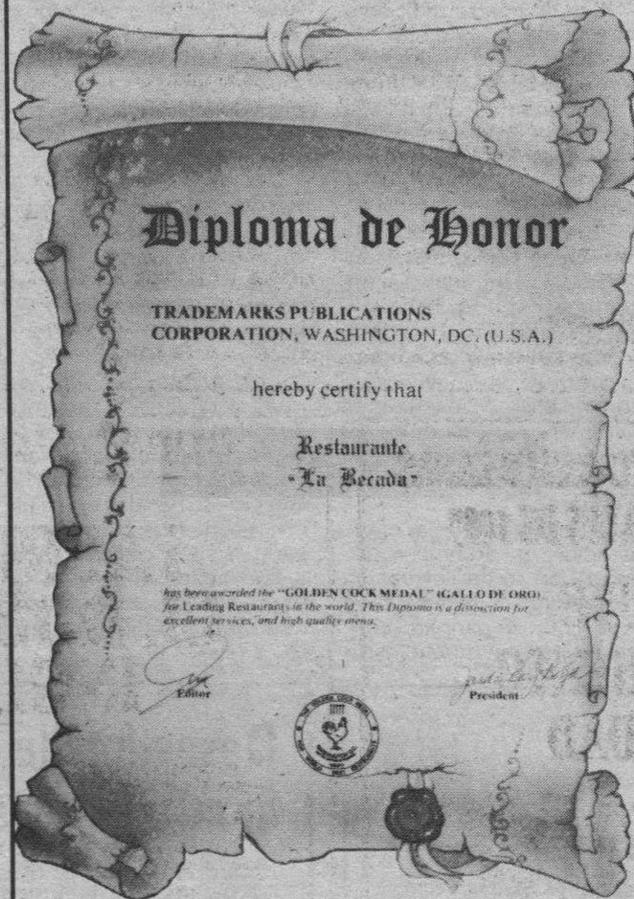 Diploma de Honor
TRADEMARKS PUBLICATIONS
CORPORATION, WASHINGTON, DC. (U.S.A.)
hereby certify that
Restaurante
"La Becada"
has been awarded the "GOLDEN COCK MEDAL" (GALLO DE ORO)
for Leading Restaurants in the world. This Diploma is a distinction for
excellent services, and high quality menu.
Editor
President